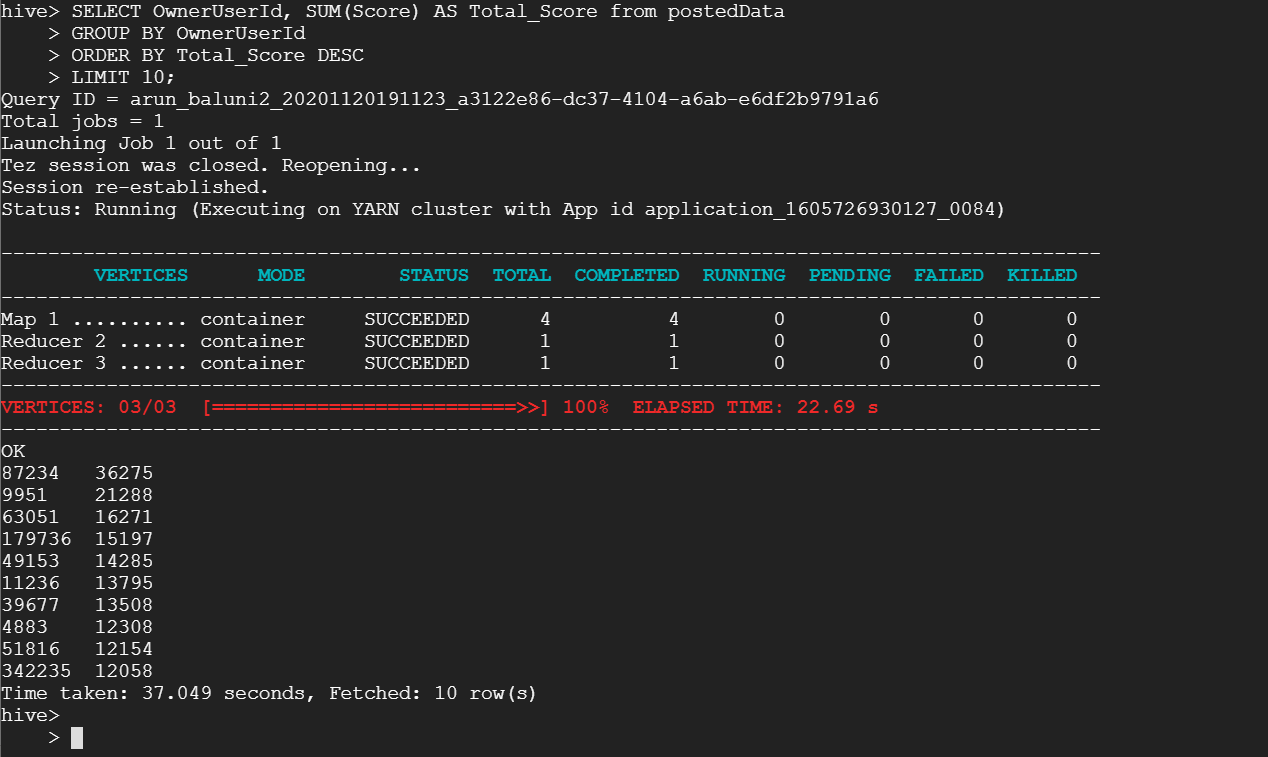 hive> SELECT OwnerUserId, SUM(Score) AS Total_Score from postedData
    > GROUP BY OwnerUserId
    > ORDER BY Total_Score DESC
    > LIMIT 10;
Query ID = arun_baluni2_20201120191123_a3122e86-dc37-4104-a6ab-e6df2b9791a6
Total jobs = 1
Launching Job 1 out of 1
Tez session was closed. Reopening...
Session re-established.
Status: Running (Executing on YARN cluster with App id application_1605726930127_0084)
----------------------------------------------------------------------------------------------
        VERTICES      MODE        STATUS  TOTAL  COMPLETED  RUNNING  PENDING  FAILED  KILLED
----------------------------------------------------------------------------------------------
Map 1 .......... container     SUCCEEDED      4          4        0        0       0       0
Reducer 2 ...... container     SUCCEEDED      1          1        0        0       0       0
Reducer 3 ...... container     SUCCEEDED      1          1        0        0       0       0
----------------------------------------------------------------------------------------------
VERTICES: 03/03  [==========================>>] 100%  ELAPSED TIME: 22.69 s
----------------------------------------------------------------------------------------------
OK
87234   36275
9951    21288
63051   16271
179736  15197
49153   14285
11236   13795
39677   13508
4883    12308
51816   12154
342235  12058
Time taken: 37.049 seconds, Fetched: 10 row(s)
hive>
    >